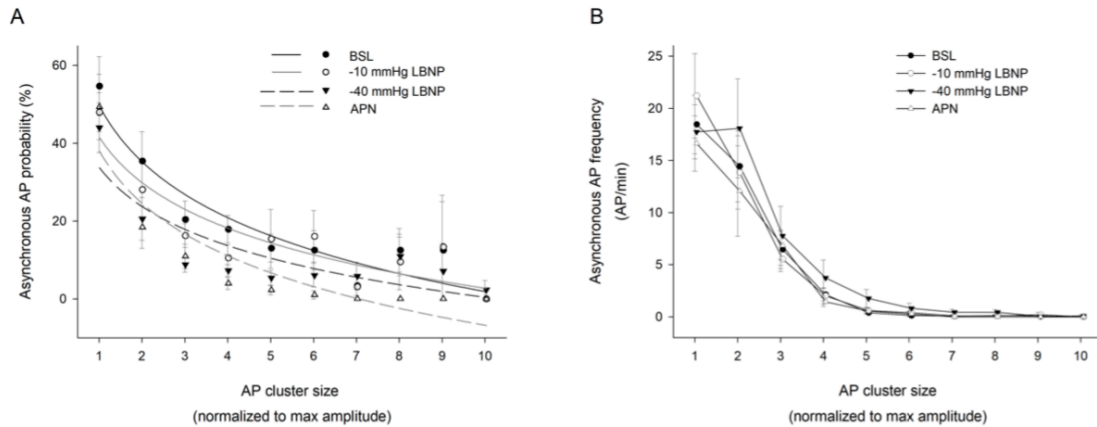 A
Asynchronous AP probability (%)
60
40
20
0
BSL
-10 mmHg LBNP
-40 mmHg LBNP
APN
1 2 3 4 5 6 7 8 9 10
AP cluster size
(normalized to max amplitude)
B
Asynchronous AP frequency
(AP/min)
25
20
15
10
5
0
BSL
-10 mmHg LBNP
-40 mmHg LBNP
APN
1 2 3 4 5 6 7 8 9 10
AP cluster size
(normalized to max amplitude)